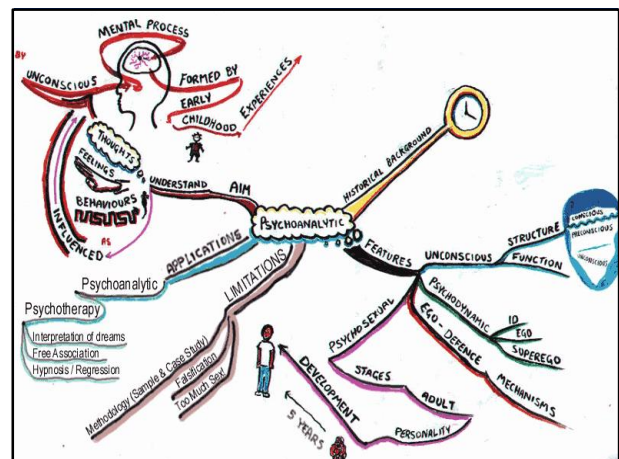 MENTAL PROCESS
BY
UNCONSCIOUS
FORMED BY
EARLY
CHILDHOOD
EXPERIENCES
THOUGHTS
FEELINGS
BEHAVIOURS
INFLUENCED
AS
UNDERSTAND
AIM
PSYCHOANALYTIC
HISTORICAL BACKGROUND
FEATURES
UNCONSCIOUS
STRUCTURE
FUNCTION
CONSCIOUS
PRECONSCIOUS
UNCONSCIOUS
PSYCHODYNAMIC
ID
EGO
SUPEREGO
EGO-DEFENCE
MECHANISMS
PSYCHOSEXUAL
STAGES
ADULT
PERSONALITY
DEVELOPMENT
5 YEARS
LIMITATIONS
Methodology (Sample & Case Study)
Falsification
Too Much Sex!
APPLICATIONS
Psychoanalytic
Psychotherapy
Interpretation of dreams
Free Association
Hypnosis / Regression